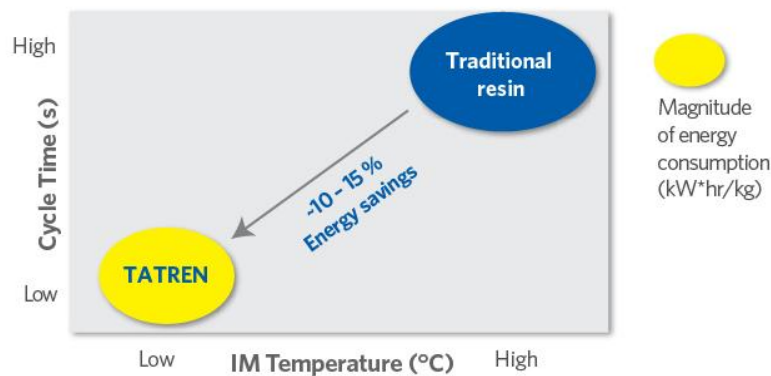 High
Cycle Time (s)
Low
Traditional
resin
~10 – 15 %
Energy savings
TATREN
Low
IM Temperature (°C)
High
Magnitude
of energy
consumption
(kW*hr/kg)